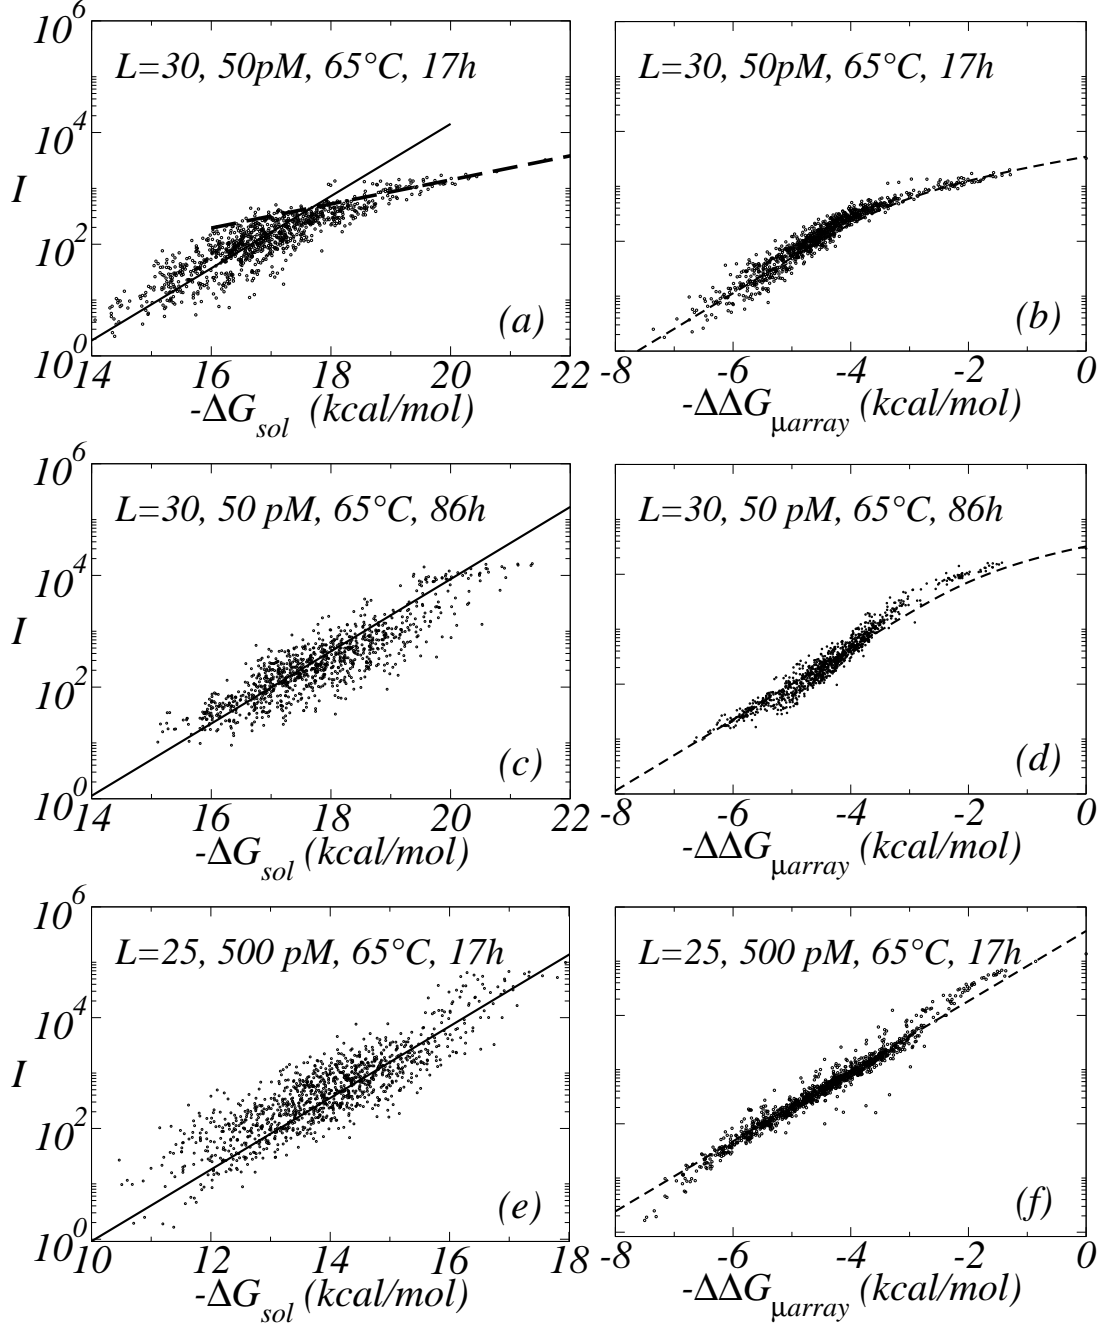 10^6
L=30, 50pM, 65°C, 17h
10^4
I
10^2
(a)
10^0
14 16 18 20 22
-ΔG_sol (kcal/mol)
L=30, 50pM, 65°C, 17h
(b)
-8 -6 -4 -2 0
-ΔΔG_μarray (kcal/mol)
10^6
L=30, 50 pM, 65°C, 86h
10^4
I
10^2
(c)
10^0
14 16 18 20 22
-ΔG_sol (kcal/mol)
L=30, 50 pM, 65°C, 86h
(d)
-8 -6 -4 -2 0
-ΔΔG_μarray (kcal/mol)
10^6
L=25, 500 pM, 65°C, 17h
10^4
I
10^2
(e)
10^0
10 12 14 16 18
-ΔG_sol (kcal/mol)
L=25, 500 pM, 65°C, 17h
(f)
-8 -6 -4 -2 0
-ΔΔG_μarray (kcal/mol)